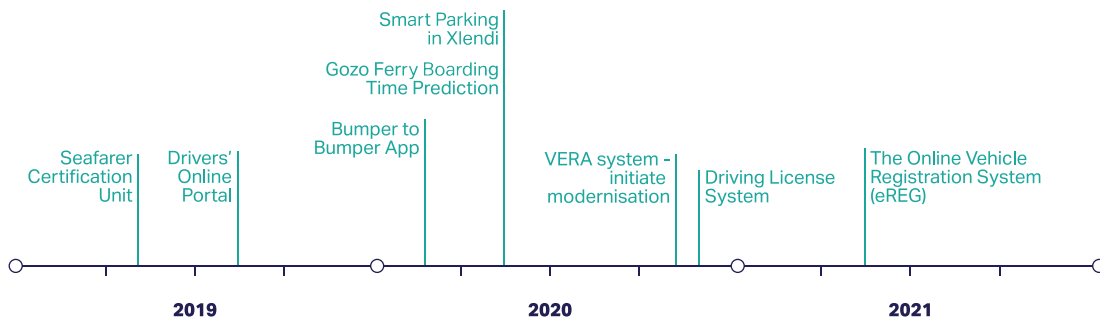 Smart Parking
in Xlendi
Gozo Ferry Boarding
Time Prediction
Bumper to
Bumper App
Seafarer
Certification
Unit
Drivers'
Online
Portal
VERA system -
initiate
modernisation
Driving License
System
The Online Vehicle
Registration System
(eREG)
2019
2020
2021